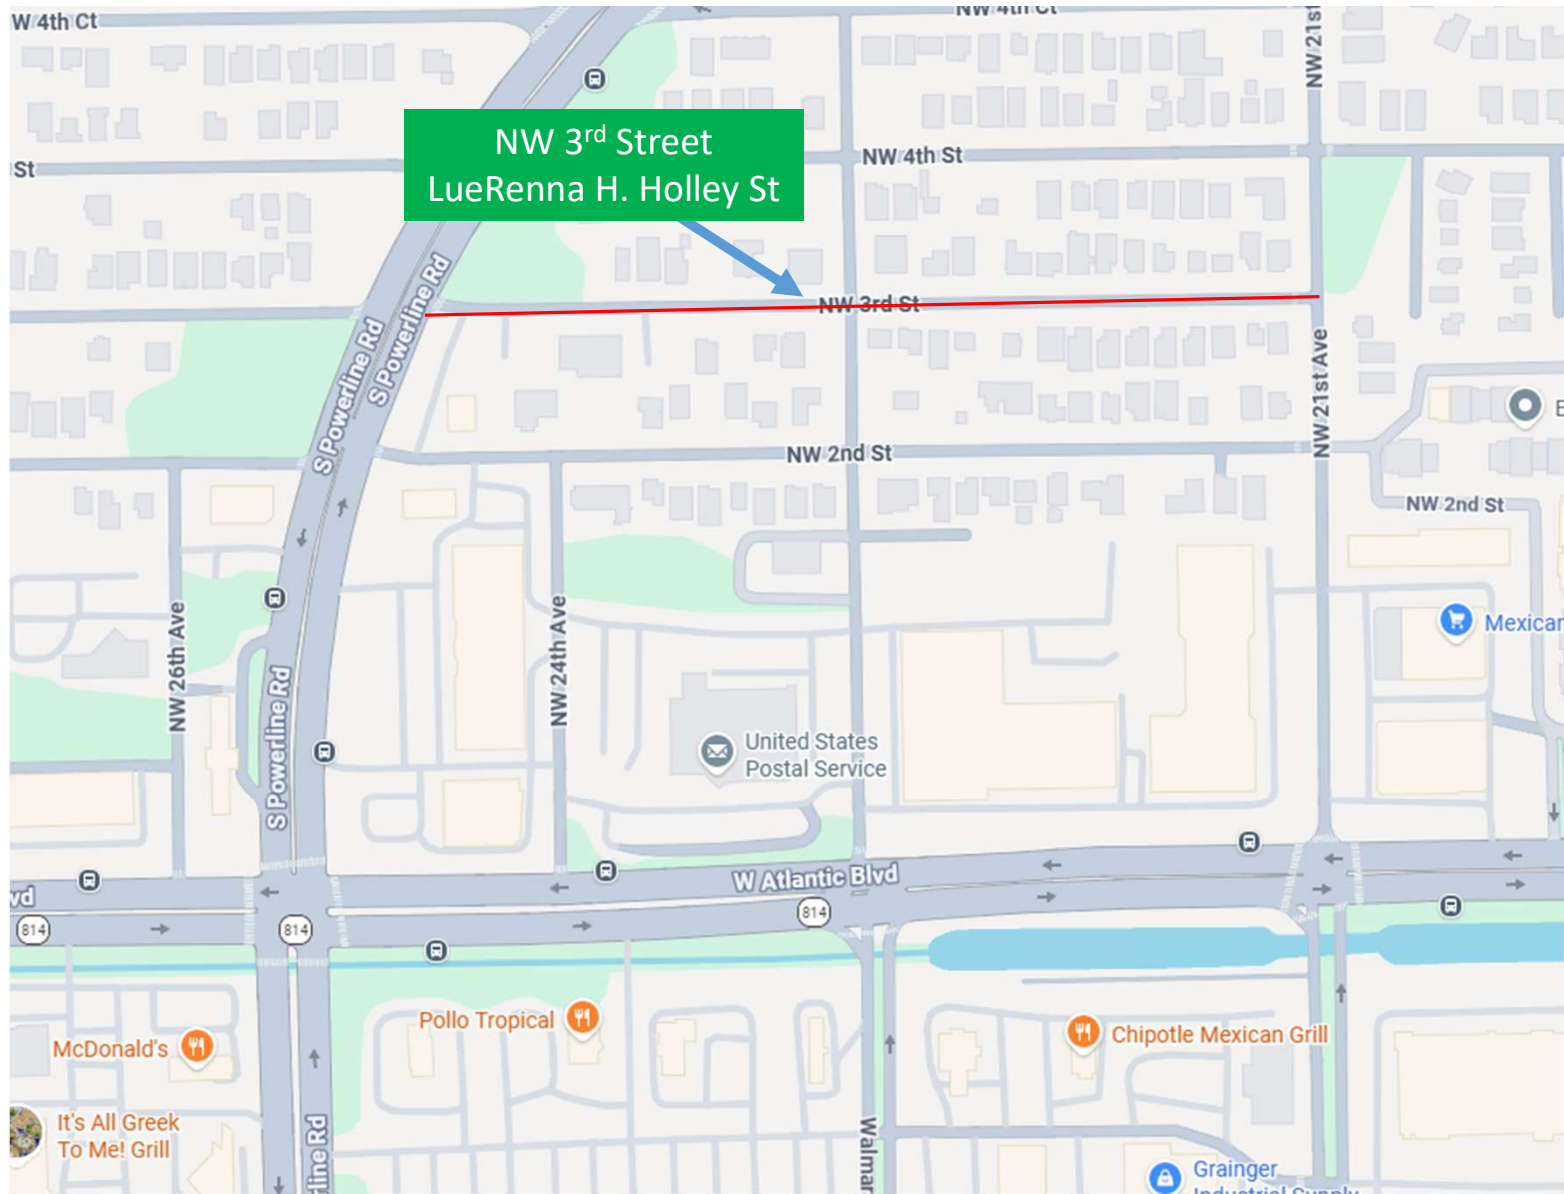 W 4th Ct
NW 4th Ct
NW 21st
NW 3rd Street
LueRenna H. Holley St
St
NW 4th St
S Powerline Rd
S Powerline Rd
NW 3rd St
NW 21st Ave
E
NW 2nd St
NW 2nd St
NW 26th Ave
NW 24th Ave
Mexican
S Powerline Rd
United States
Postal Service
W Atlantic Blvd
vd
814
814
814
Pollo Tropical
McDonald's
Chipotle Mexican Grill
It's All Greek
To Me! Grill
rline Rd
Walmar
Grainger
Industrial Supply